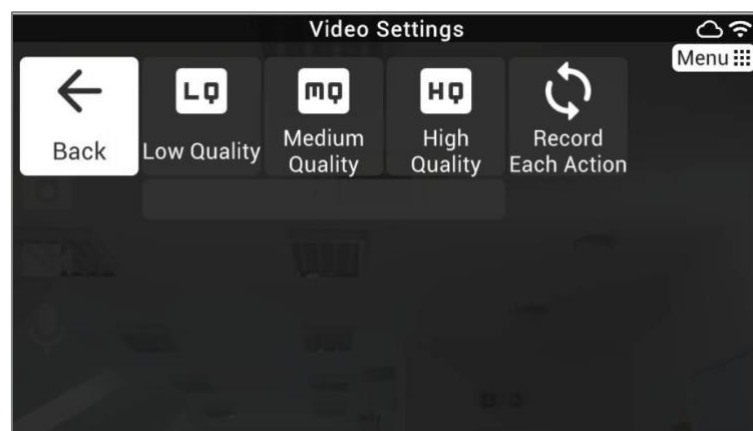 Video Settings
Menu
LQ
MQ
HQ
Back
Low Quality
Medium
Quality
High
Quality
Record
Each Action